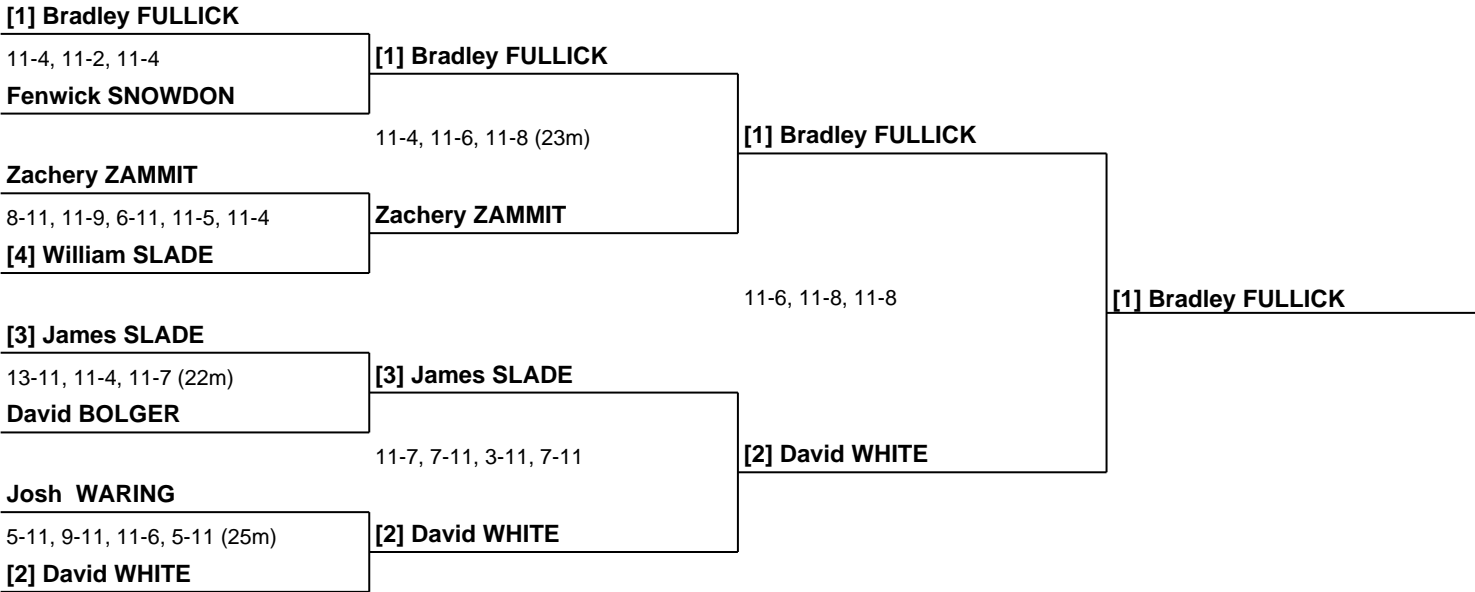 [1] Bradley FULLICK
11-4, 11-2, 11-4
[1] Bradley FULLICK
Fenwick SNOWDON
11-4, 11-6, 11-8 (23m)
[1] Bradley FULLICK
Zachery ZAMMIT
8-11, 11-9, 6-11, 11-5, 11-4
Zachery ZAMMIT
[4] William SLADE
11-6, 11-8, 11-8
[1] Bradley FULLICK
[3] James SLADE
13-11, 11-4, 11-7 (22m)
[3] James SLADE
David BOLGER
11-7, 7-11, 3-11, 7-11
[2] David WHITE
Josh  WARING
5-11, 9-11, 11-6, 5-11 (25m)
[2] David WHITE
[2] David WHITE